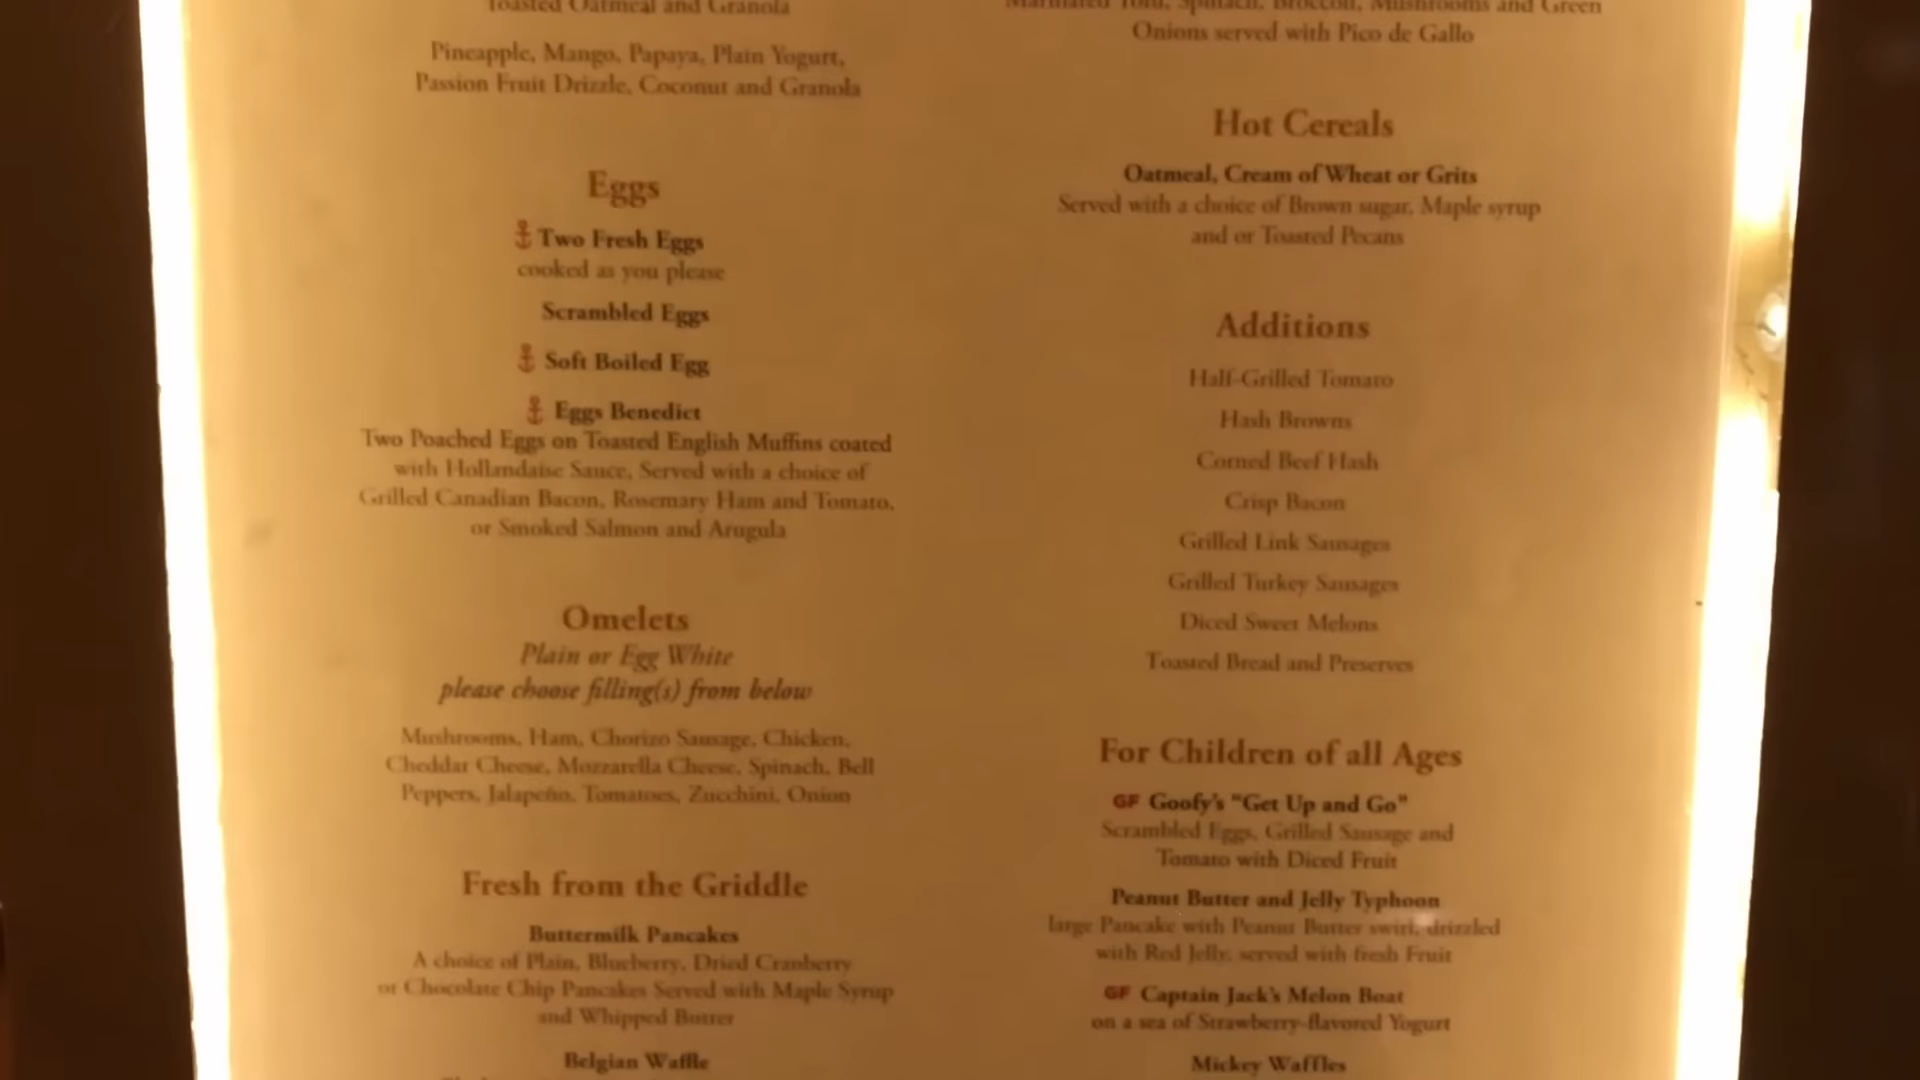 Toasted Oatmeal and Granola
Pineapple, Mango, Papaya, Plain Yogurt,
Passion Fruit Drizzle, Coconut and Granola
Eggs
Two Fresh Eggs
cooked as you please
Scrambled Eggs
Soft Boiled Egg
Eggs Benedict
Two Poached Eggs on Toasted English Muffins coated
with Hollandaise Sauce, Served with a choice of
Grilled Canadian Bacon, Rosemary Ham and Tomato,
or Smoked Salmon and Arugula
Omelets
Plain or Egg White
please choose filling(s) from below
Mushrooms, Ham, Chorizo Sausage, Chicken,
Cheddar Cheese, Mozzarella Cheese, Spinach, Bell
Peppers, Jalapeño, Tomatoes, Zucchini, Onion
Fresh from the Griddle
Buttermilk Pancakes
A choice of Plain, Blueberry, Dried Cranberry
or Chocolate Chip Pancakes Served with Maple Syrup
and Whipped Butter
Belgian Waffle
Marinated Tofu, Spinach, Broccoli, Mushrooms and Green
Onions served with Pico de Gallo
Hot Cereals
Oatmeal, Cream of Wheat or Grits
Served with a choice of Brown sugar, Maple syrup
and or Toasted Pecans
Additions
Half-Grilled Tomato
Hash Browns
Corned Beef Hash
Crisp Bacon
Grilled Link Sausages
Grilled Turkey Sausages
Diced Sweet Melons
Toasted Bread and Preserves
For Children of all Ages
GF Goofy's "Get Up and Go"
Scrambled Eggs, Grilled Sausage and
Tomato with Diced Fruit
Peanut Butter and Jelly Typhoon
large Pancake with Peanut Butter swirl, drizzled
with Red Jelly, served with fresh Fruit
GF Captain Jack's Melon Boat
on a sea of Strawberry-flavored Yogurt
Mickey Waffles